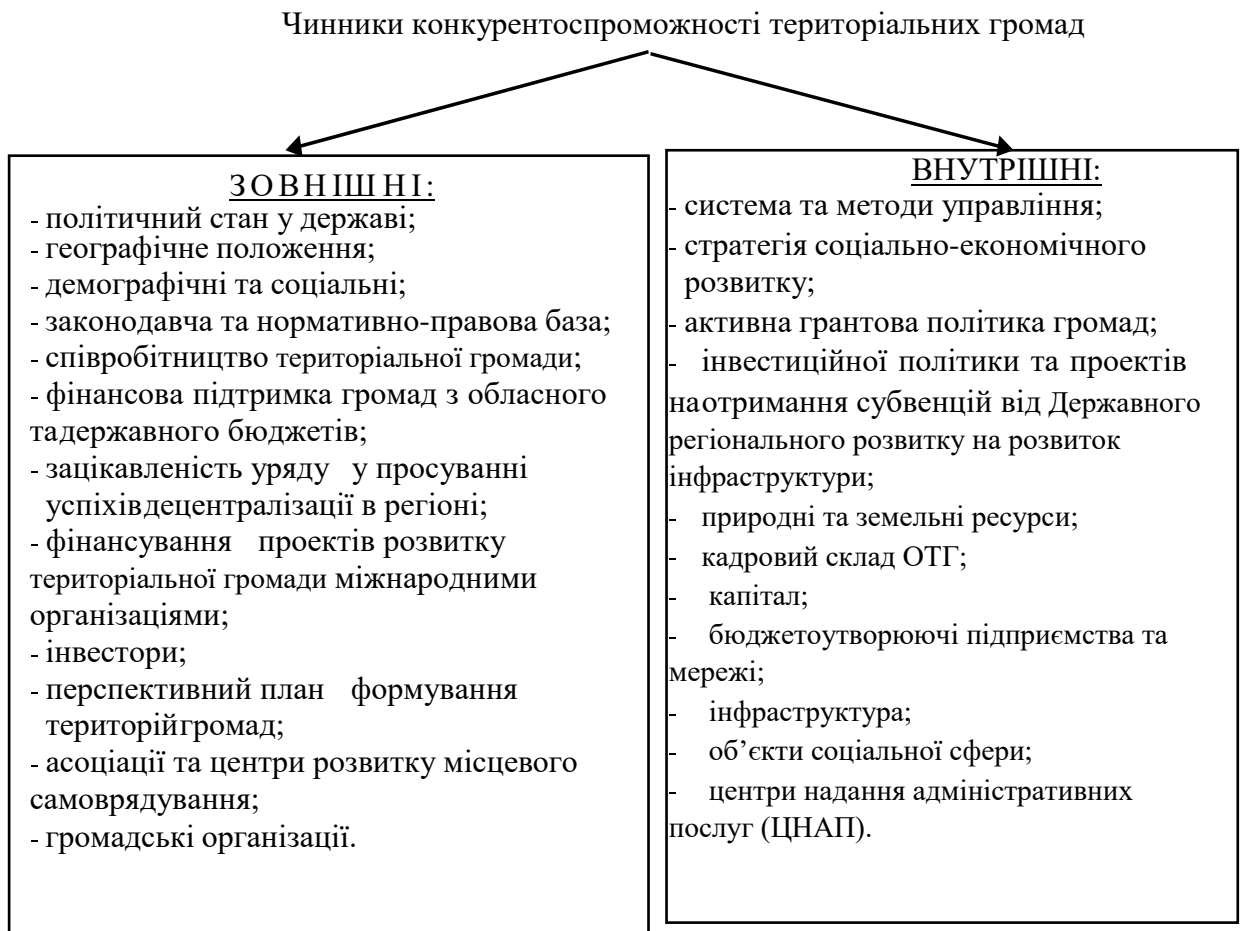 Чинники конкурентоспроможності територіальних громад
ЗОВНІШНІ:
- політичний стан у державі;
- географічне положення;
- демографічні та соціальні;
- законодавча та нормативно-правова база;
- співробітництво територіальної громади;
- фінансова підтримка громад з обласного
тадержавного бюджетів;
- зацікавленість уряду у просуванні
успіхівдецентралізації в регіоні;
- фінансування проектів розвитку
територіальної громади міжнародними
організаціями;
- інвестори;
- перспективний план формування
територійгромад;
- асоціації та центри розвитку місцевого
самоврядування;
- громадські організації.
ВНУТРІШНІ:
- система та методи управління;
- стратегія соціально-економічного
розвитку;
- активна грантова політика громад;
- інвестиційної політики та проектів
наотримання субвенцій від Державного
регіонального розвитку на розвиток
інфраструктури;
- природні та земельні ресурси;
- кадровий склад ОТГ;
- капітал;
- бюджетоутворюючі підприємства та
мережі;
- інфраструктура;
- об’єкти соціальної сфери;
- центри надання адміністративних
послуг (ЦНАП).